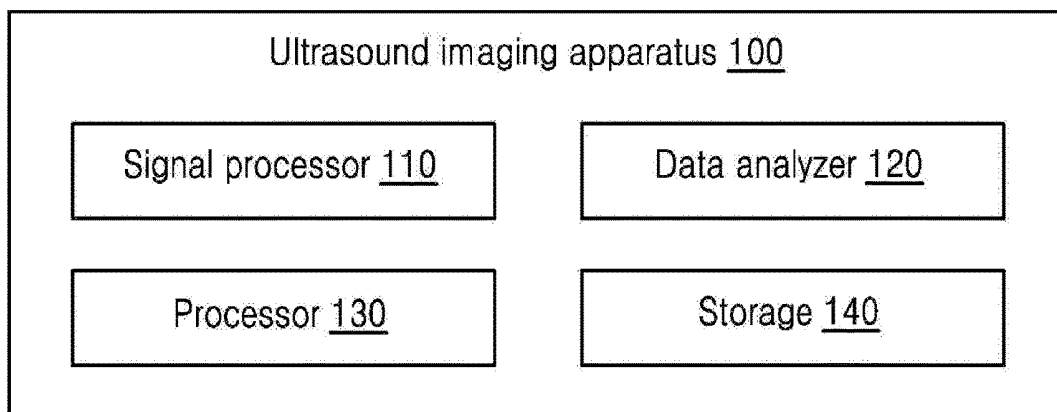 Ultrasound imaging apparatus 100
Signal processor 110
Data analyzer 120
Processor 130
Storage 140